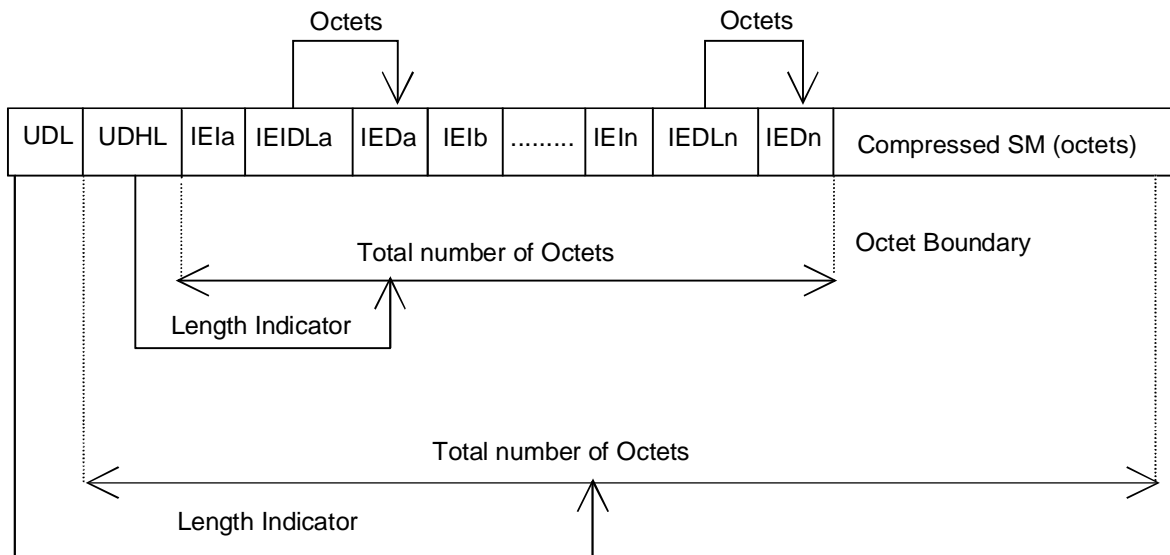 Octets Octets
UDL UDHL IEIa IEIDLa IEDa IEIb ......... IEIn IEDLn IEDn Compressed SM (octets)
Total number of Octets Octet Boundary
Length Indicator
Total number of Octets
Length Indicator